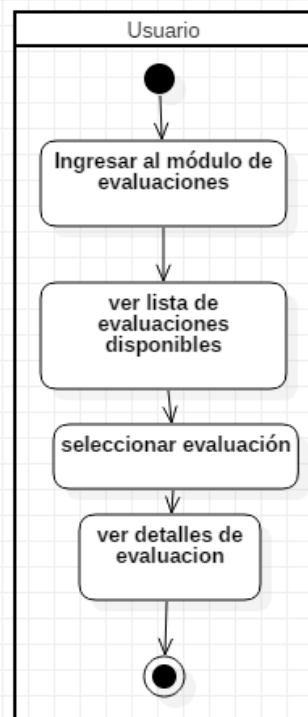 Usuario
Ingresar al módulo de
evaluaciones
ver lista de
evaluaciones
disponibles
seleccionar evaluación
ver detalles de
evaluacion